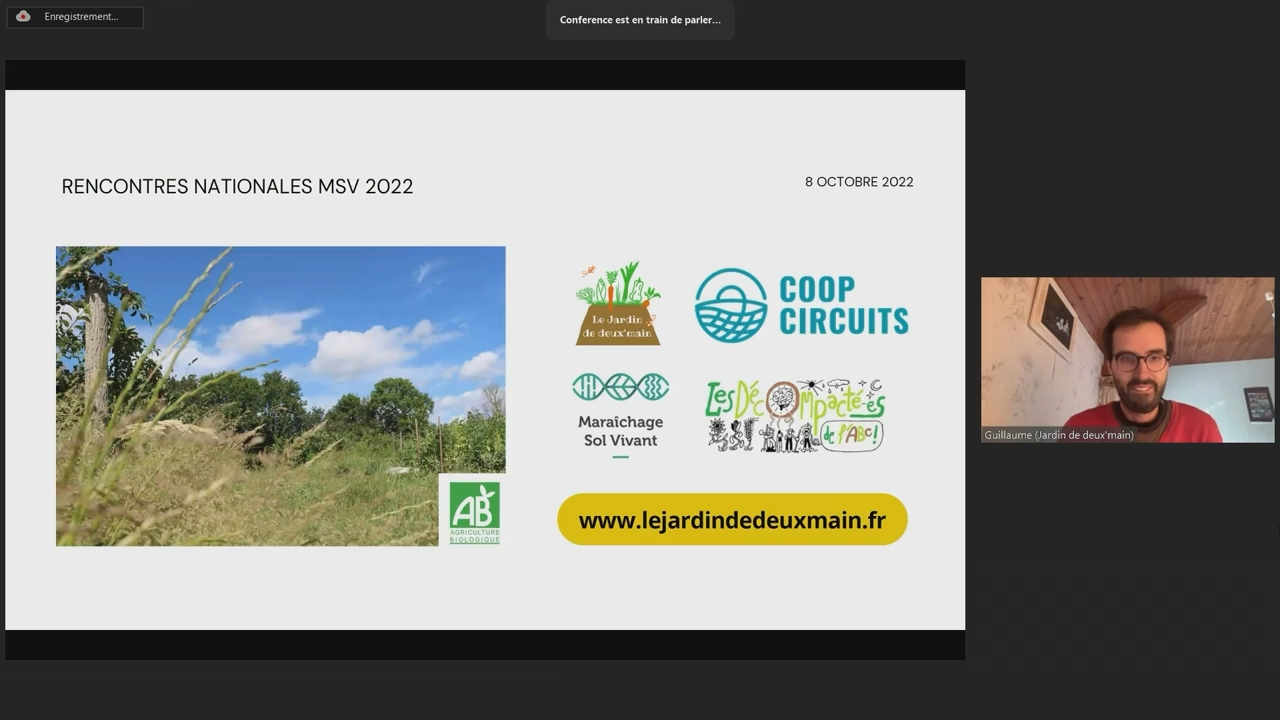 Enregistrement...
Conference est en train de parler...
RENCONTRES NATIONALES MSV 2022
8 OCTOBRE 2022
Le Jardin
de deux'main
COOP
CIRCUITS
Maraîchage
Sol Vivant
Les Décompacté-es
de l'ABC!
AB
AGRICULTURE
BIOLOGIQUE
www.lejardindedeuxmain.fr
Guillaume (Jardin de deux'main)